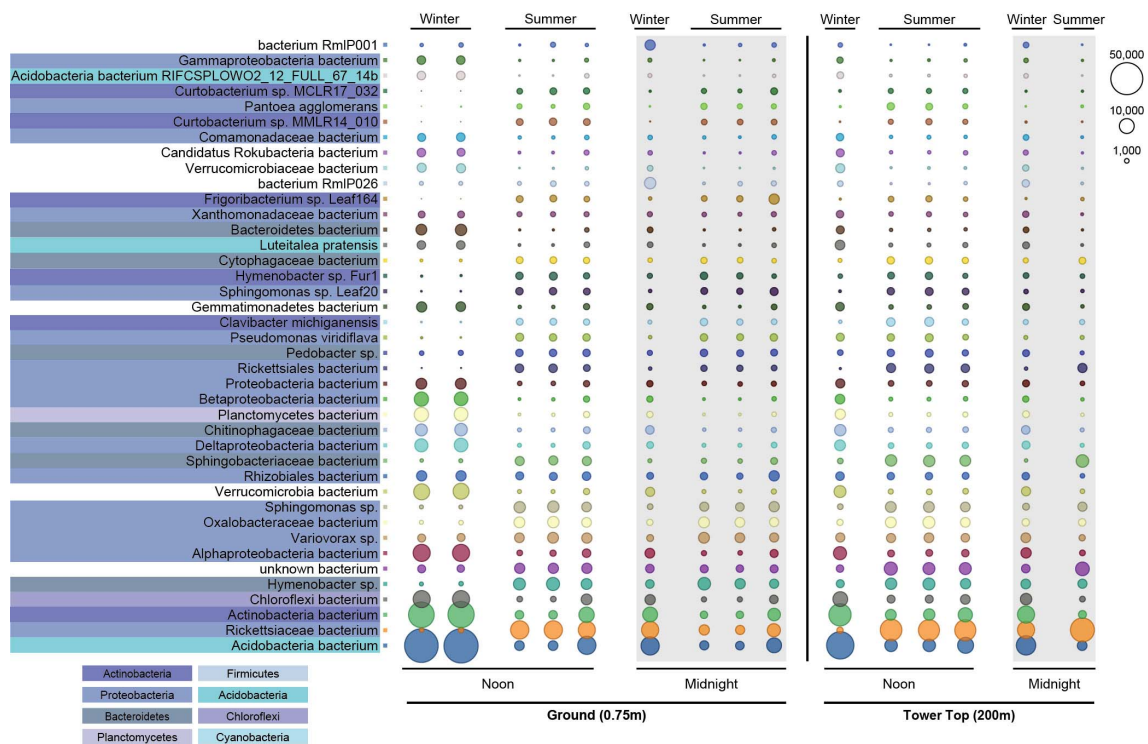 Winter Summer Winter Summer Winter Summer Winter Summer
bacterium RmIP001
Gammaproteobacteria bacterium
Acidobacteria bacterium RIFCSPLOWO2_12_FULL_67_14b
Curtobacterium sp. MCLR17_032
Pantoea agglomerans
Curtobacterium sp. MMLR14_010
Comamonadaceae bacterium
Candidatus Rokubacteria bacterium
Verrucomicrobiaceae bacterium
bacterium RmIP026
Frigoribacterium sp. Leaf164
Xanthomonadaceae bacterium
Bacteroidetes bacterium
Luteitalea pratensis
Cytophagaceae bacterium
Hymenobacter sp. Fur1
Sphingomonas sp. Leaf20
Gemmatimonadetes bacterium
Clavibacter michiganensis
Pseudomonas viridiflava
Pedobacter sp.
Rickettsiales bacterium
Proteobacteria bacterium
Betaproteobacteria bacterium
Planctomycetes bacterium
Chitinophagaceae bacterium
Deltaproteobacteria bacterium
Sphingobacteriaceae bacterium
Rhizobiales bacterium
Verrucomicrobia bacterium
Sphingomonas sp.
Oxalobacteraceae bacterium
Variovorax sp.
Alphaproteobacteria bacterium
unknown bacterium
Hymenobacter sp.
Chloroflexi bacterium
Actinobacteria bacterium
Rickettsiaceae bacterium
Acidobacteria bacterium
50,000
10,000
1,000
Noon Midnight Noon Midnight
Ground (0.75m) Tower Top (200m)
Actinobacteria Firmicutes
Proteobacteria Acidobacteria
Bacteroidetes Chloroflexi
Planctomycetes Cyanobacteria